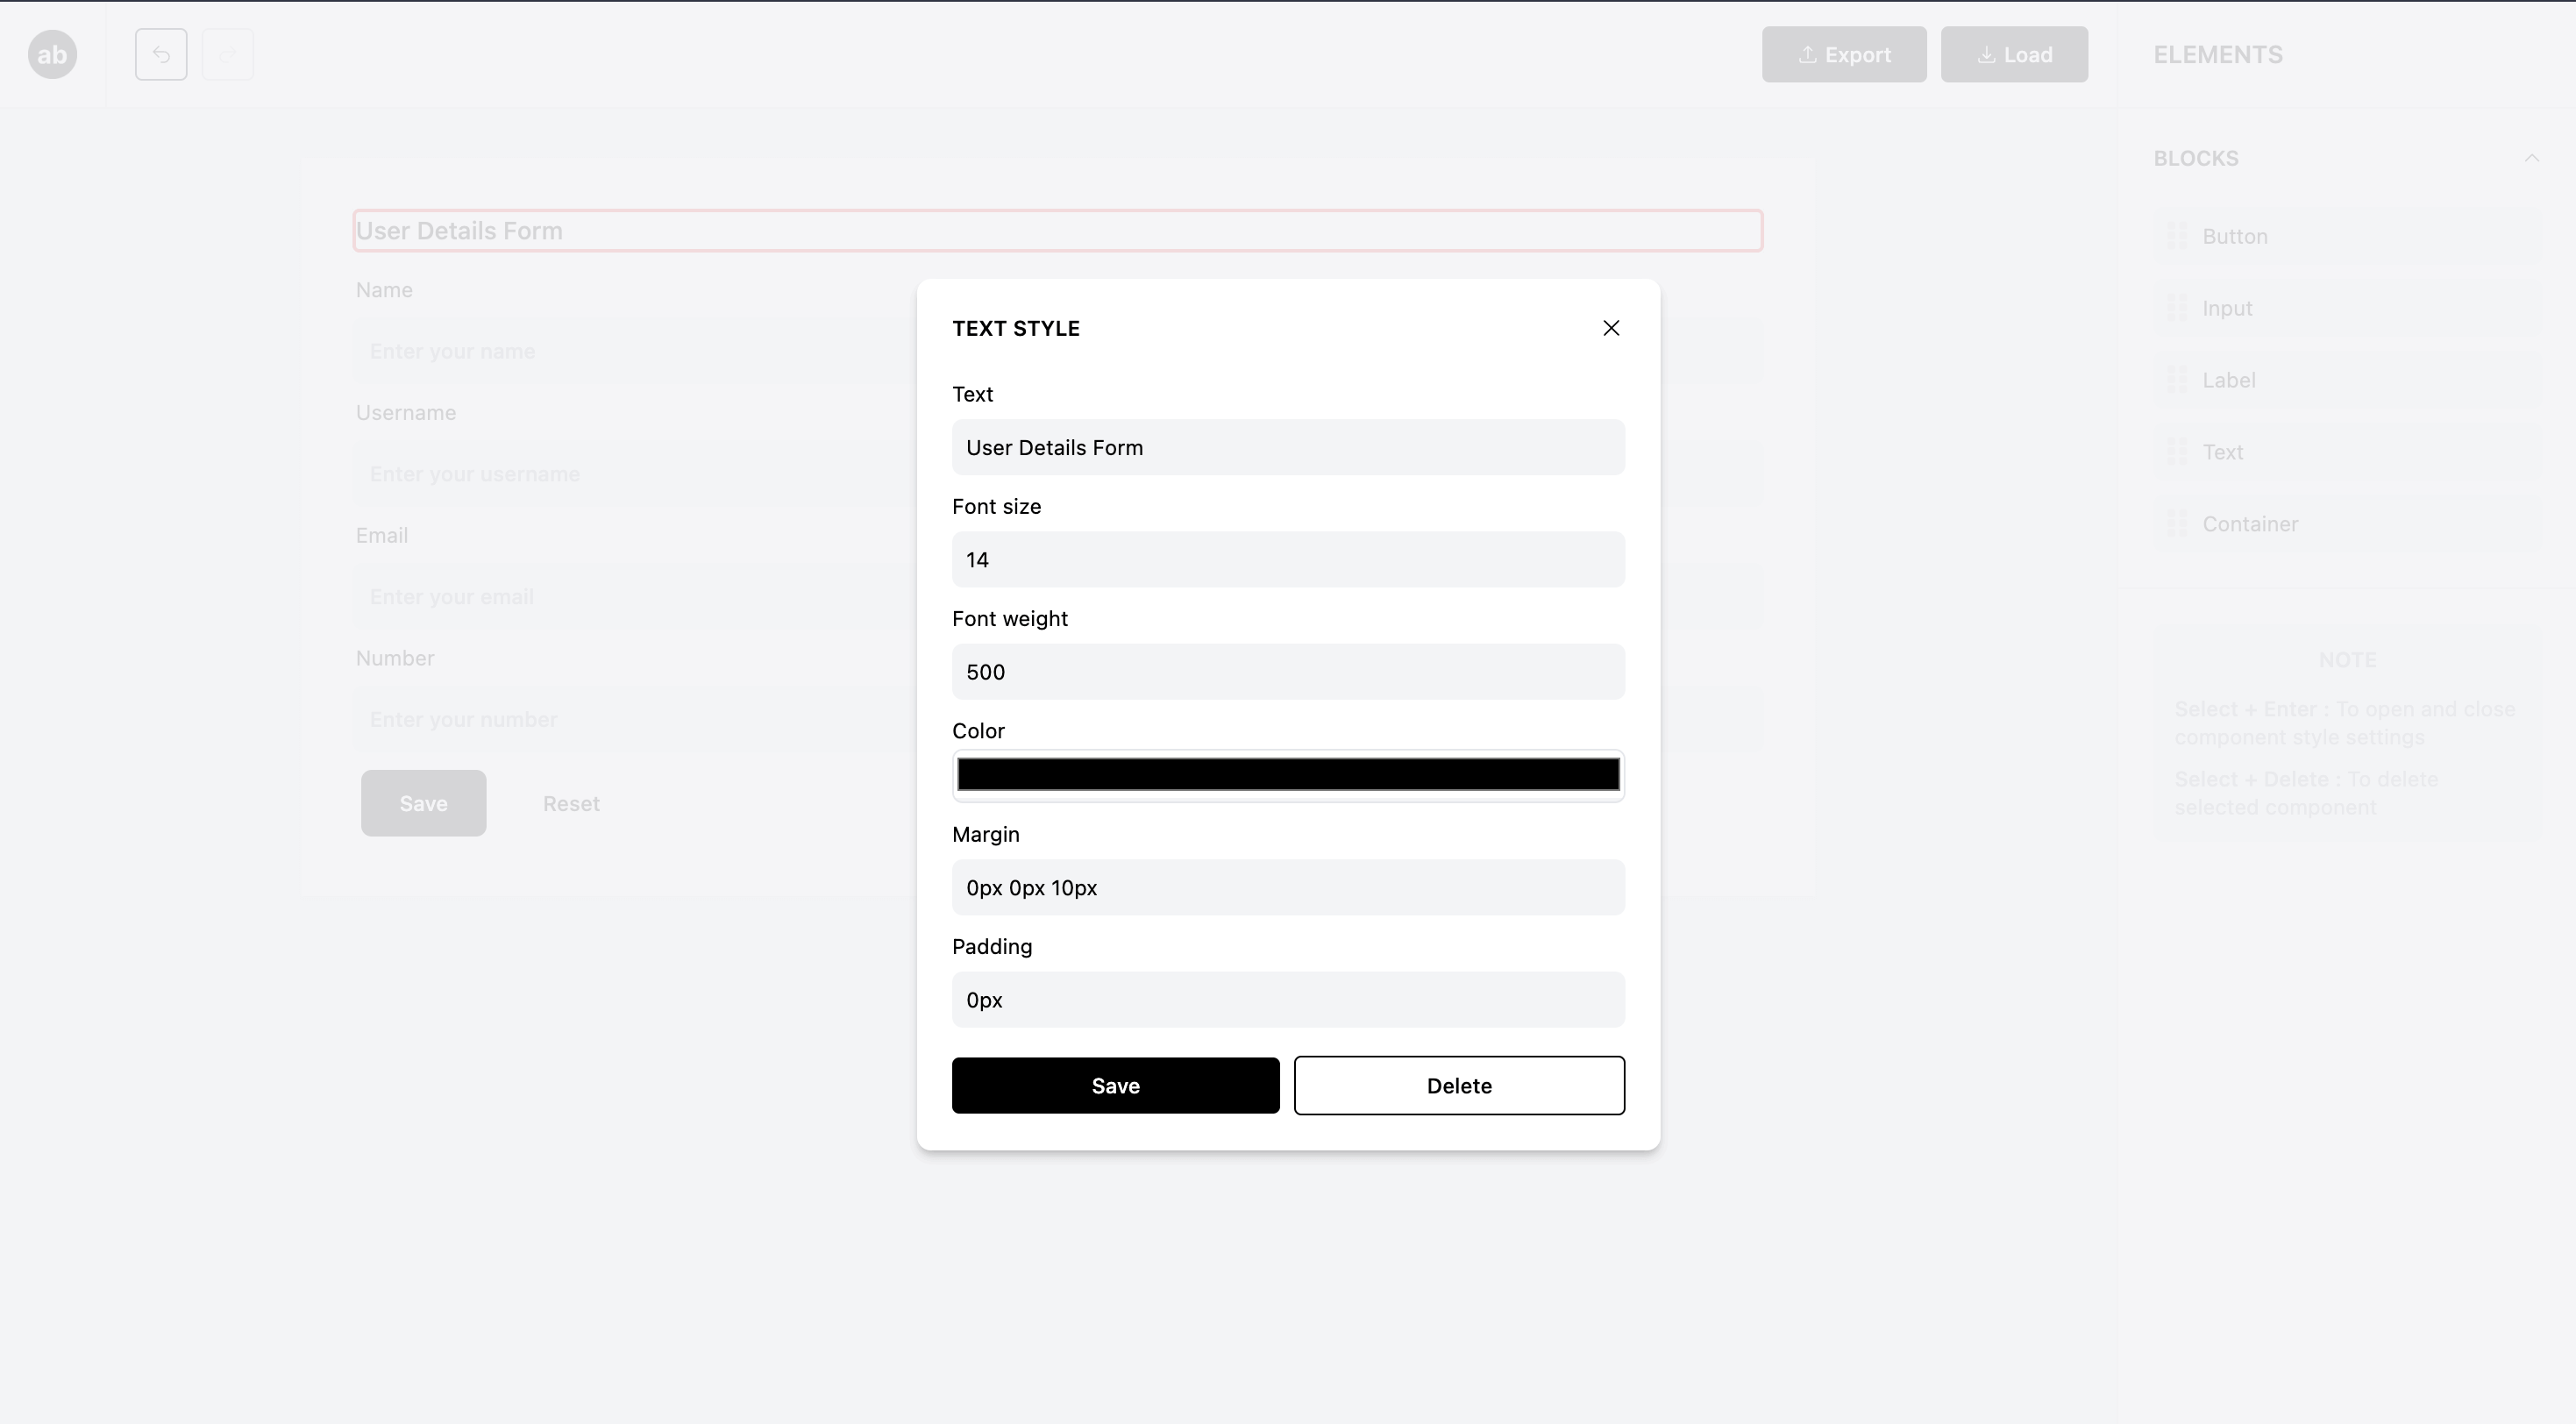 ab
Export
Load
ELEMENTS
BLOCKS
Button
Input
Label
Text
Container
NOTE
Select + Enter : To open and close
component style settings
Select + Delete : To delete
selected component
User Details Form
Name
Enter your name
Username
Enter your username
Email
Enter your email
Number
Enter your number
Save
Reset
TEXT STYLE
Text
User Details Form
Font size
14
Font weight
500
Color
Margin
0px 0px 10px
Padding
0px
Save
Delete